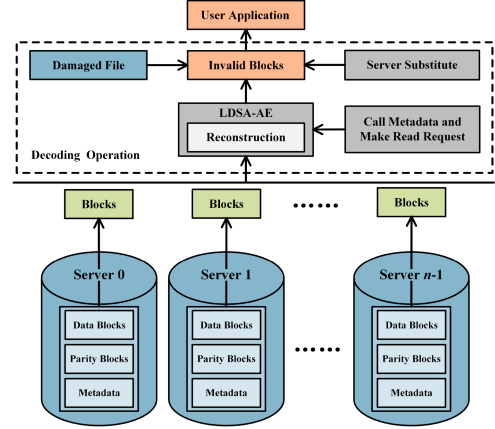 User Application
Damaged File
Invalid Blocks
Server Substitute
LDSA-AE
Reconstruction
Call Metadata and
Make Read Request
Decoding Operation
Blocks
Blocks
......
Blocks
Server 0
Server 1
Server n-1
Data Blocks
Data Blocks
Data Blocks
......
Parity Blocks
Parity Blocks
Parity Blocks
Metadata
Metadata
Metadata